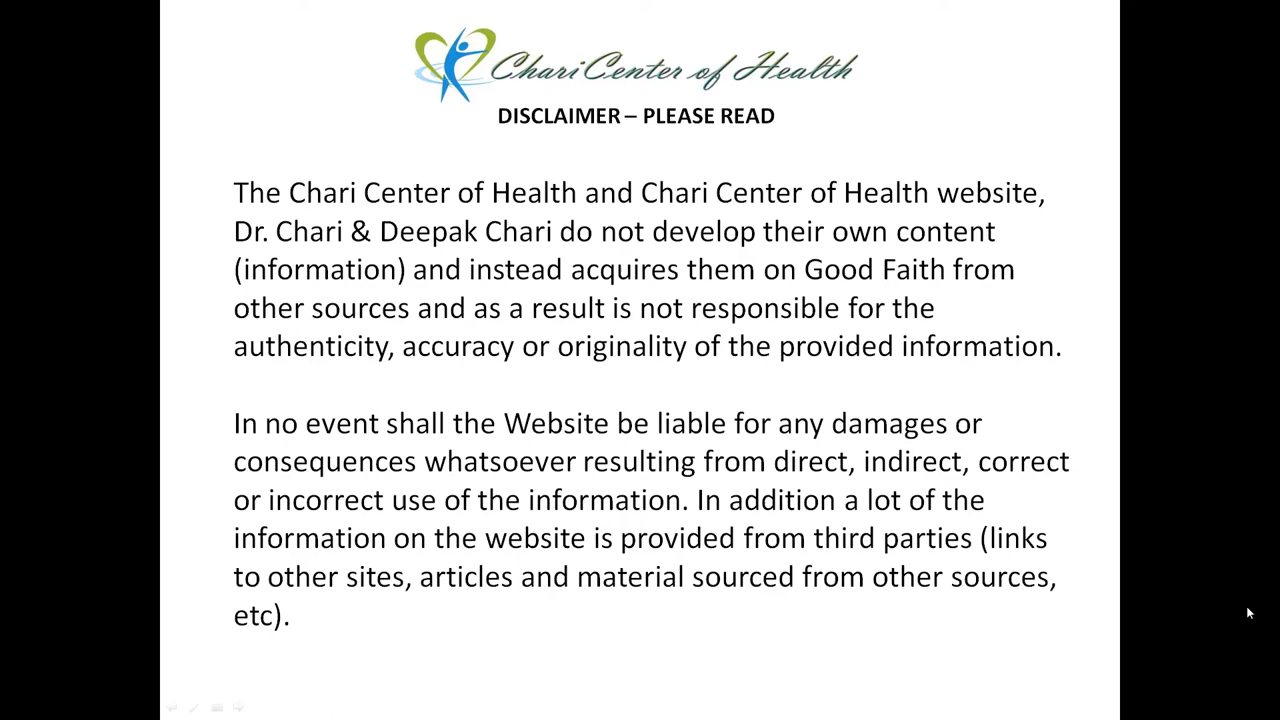 Chari Center of Health
DISCLAIMER – PLEASE READ
The Chari Center of Health and Chari Center of Health website,
Dr. Chari & Deepak Chari do not develop their own content
(information) and instead acquires them on Good Faith from
other sources and as a result is not responsible for the
authenticity, accuracy or originality of the provided information.
In no event shall the Website be liable for any damages or
consequences whatsoever resulting from direct, indirect, correct
or incorrect use of the information. In addition a lot of the
information on the website is provided from third parties (links
to other sites, articles and material sourced from other sources,
etc).